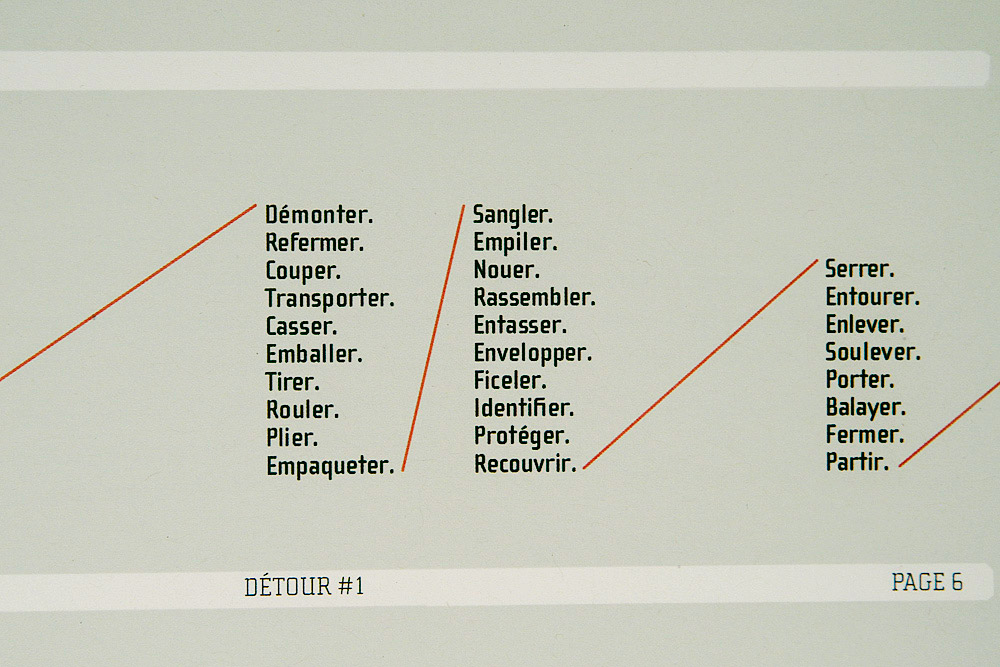 Démonter.
Refermer.
Couper.
Transporter.
Casser.
Emballer.
Tirer.
Rouler.
Plier.
Empaqueter.
Sangler.
Empiler.
Nouer.
Rassembler.
Entasser.
Envelopper.
Ficeler.
Identifier.
Protéger.
Recouvrir.
Serrer.
Entourer.
Enlever.
Soulever.
Porter.
Balayer.
Fermer.
Partir.
DÉTOUR #1
PAGE 6